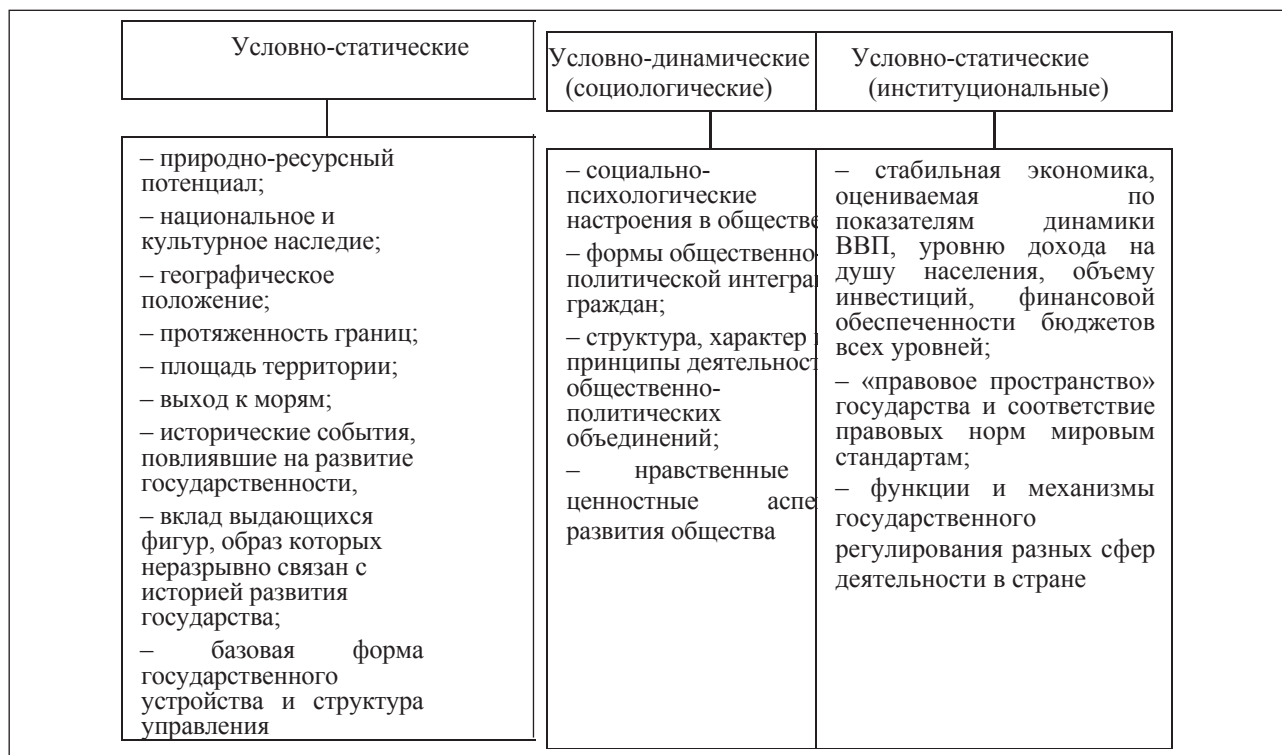 Условно-статические
Условно-динамические
(социологические)
Условно-статические
(институциональные)
– природно-ресурсный
потенциал;
– национальное и
культурное наследие;
– географическое
положение;
– протяженность границ;
– площадь территории;
– выход к морям;
– исторические события,
повлиявшие на развитие
государственности,
– вклад выдающихся
фигур, образ которых
неразрывно связан с
историей развития
государства;
– базовая форма
государственного
устройства и структура
управления
– социально-
психологические
настроения в обществе
– формы общественно-
политической интегра
граждан;
– структура, характер
принципы деятельност
общественно-
политических
объединений;
– нравственные
ценностные аспе
развития общества
– стабильная экономика,
оцениваемая по
показателям динамики
ВВП, уровню дохода на
душу населения, объему
инвестиций, финансовой
обеспеченности бюджетов
всех уровней;
– «правовое пространство»
государства и соответствие
правовых норм мировым
стандартам;
– функции и механизмы
государственного
регулирования разных сфер
деятельности в стране